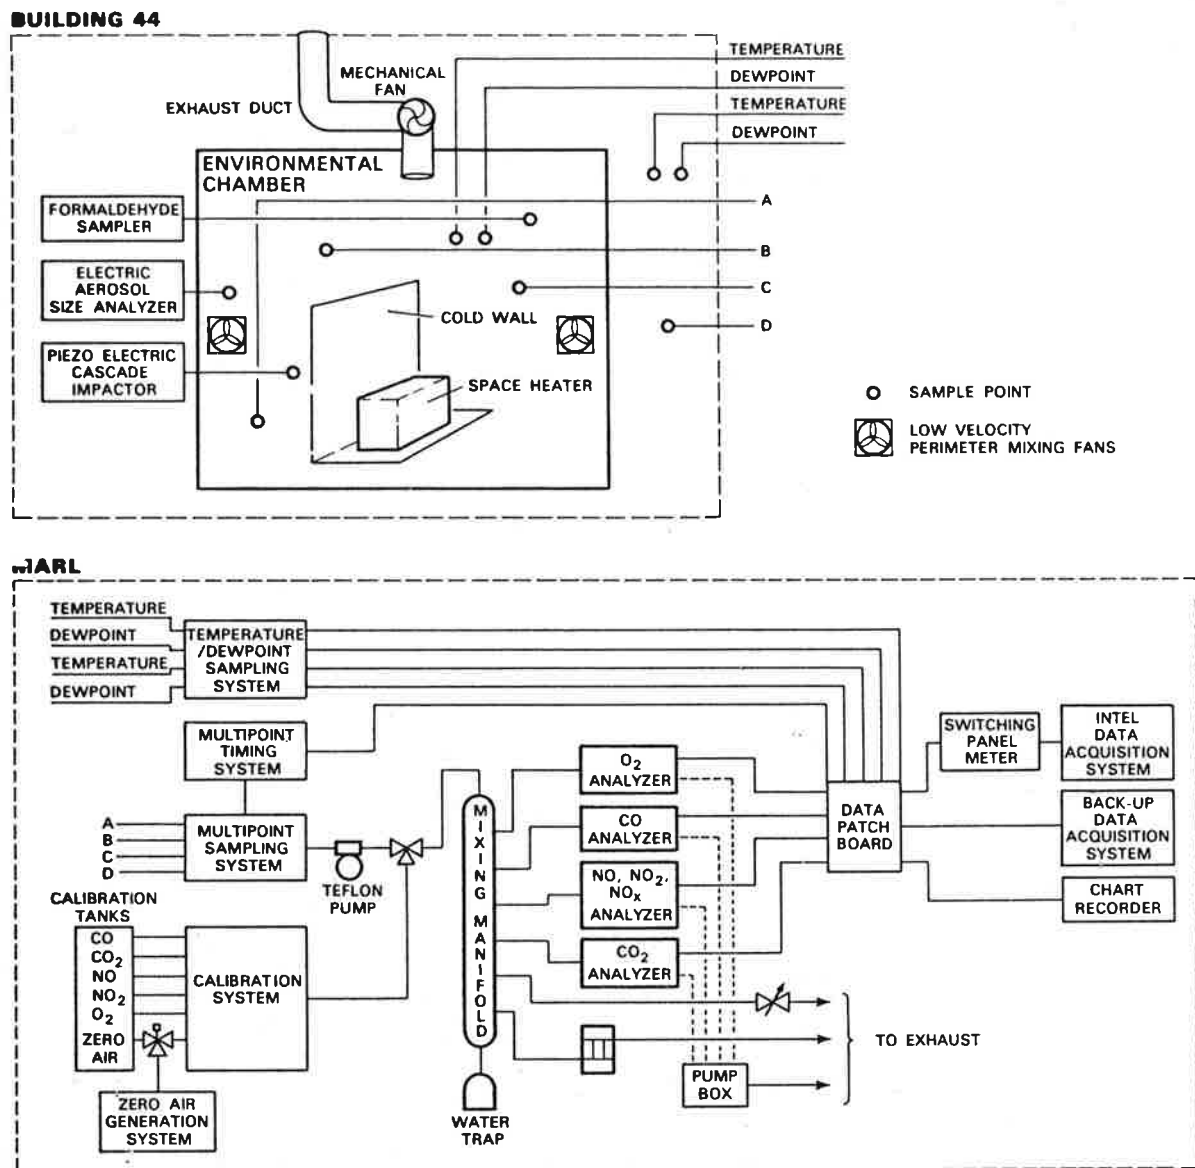 BUILDING 44
TEMPERATURE
DEWPOINT
TEMPERATURE
DEWPOINT
MECHANICAL
FAN
EXHAUST DUCT
ENVIRONMENTAL
CHAMBER
FORMALDEHYDE
SAMPLER
ELECTRIC
AEROSOL
SIZE ANALYZER
PIEZO ELECTRIC
CASCADE
IMPACTOR
COLD WALL
SPACE HEATER
A
B
C
D
SAMPLE POINT
LOW VELOCITY
PERIMETER MIXING FANS
MARL
TEMPERATURE
DEWPOINT
TEMPERATURE
DEWPOINT
TEMPERATURE
/DEWPOINT
SAMPLING
SYSTEM
MULTIPOINT
TIMING
SYSTEM
A
B
C
D
MULTIPOINT
SAMPLING
SYSTEM
TEFLON
PUMP
CALIBRATION
TANKS
CO
CO2
NO
NO2
O2
ZERO
AIR
CALIBRATION
SYSTEM
ZERO AIR
GENERATION
SYSTEM
MIXING MANIFOLD
WATER
TRAP
O2
ANALYZER
CO
ANALYZER
NO, NO2,
NOx
ANALYZER
CO2
ANALYZER
PUMP
BOX
DATA
PATCH
BOARD
SWITCHING
PANEL
METER
INTEL
DATA
ACQUISITION
SYSTEM
BACK-UP
DATA
ACQUISITION
SYSTEM
CHART
RECORDER
TO EXHAUST